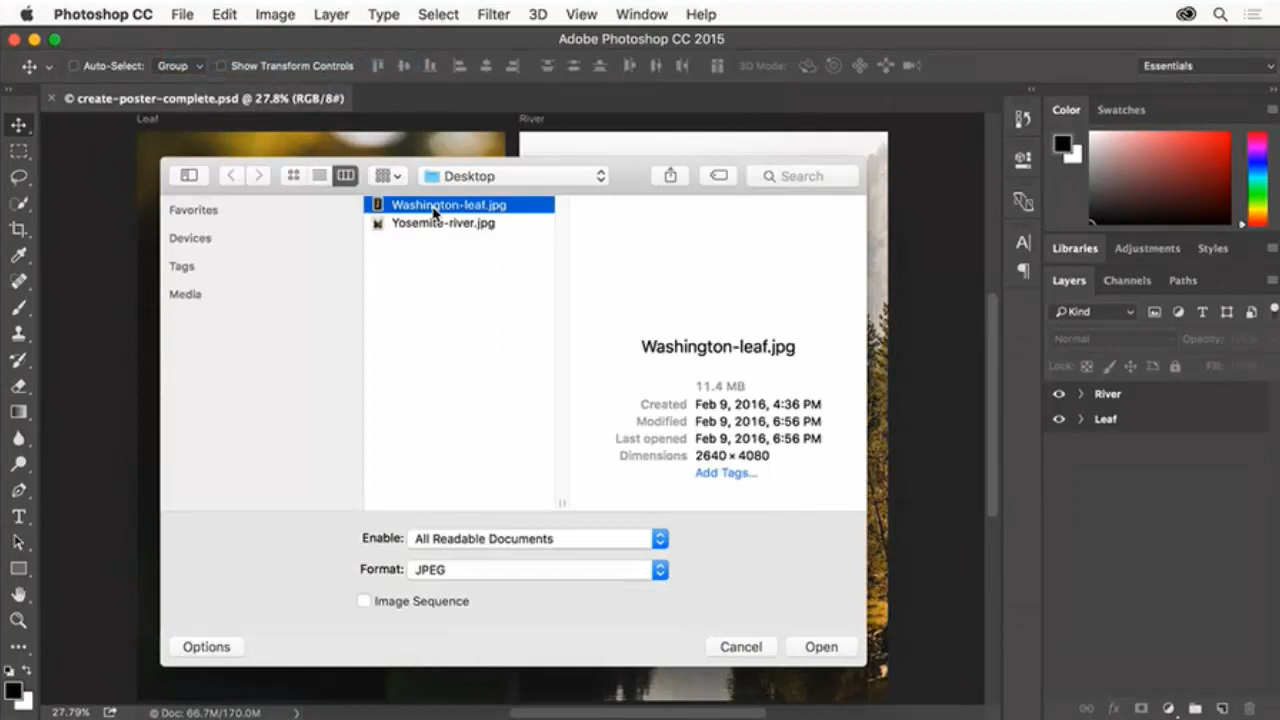 Photoshop CC File Edit Image Layer Type Select Filter 3D View Window Help
Adobe Photoshop CC 2015
Auto-Select: Group Show Transform Controls 3D Mode: Essentials
× © create-poster-complete.psd @ 27.8% (RGB/8#)
Color Swatches
Leaf River
Desktop Search
Favorites
Devices
Tags
Media
Washington-leaf.jpg
Yosemite-river.jpg
Washington-leaf.jpg
11.4 MB
Created Feb 9, 2016, 4:36 PM
Modified Feb 9, 2016, 6:56 PM
Last opened Feb 9, 2016, 6:56 PM
Dimensions 2640 × 4080
Add Tags...
Enable: All Readable Documents
Format: JPEG
Image Sequence
Options Cancel Open
A|
Libraries Adjustments Styles
Layers Channels Paths
Kind
Normal Opacity:
Lock: Fill:
River
Leaf
27.79% Doc: 66.7M/170.0M